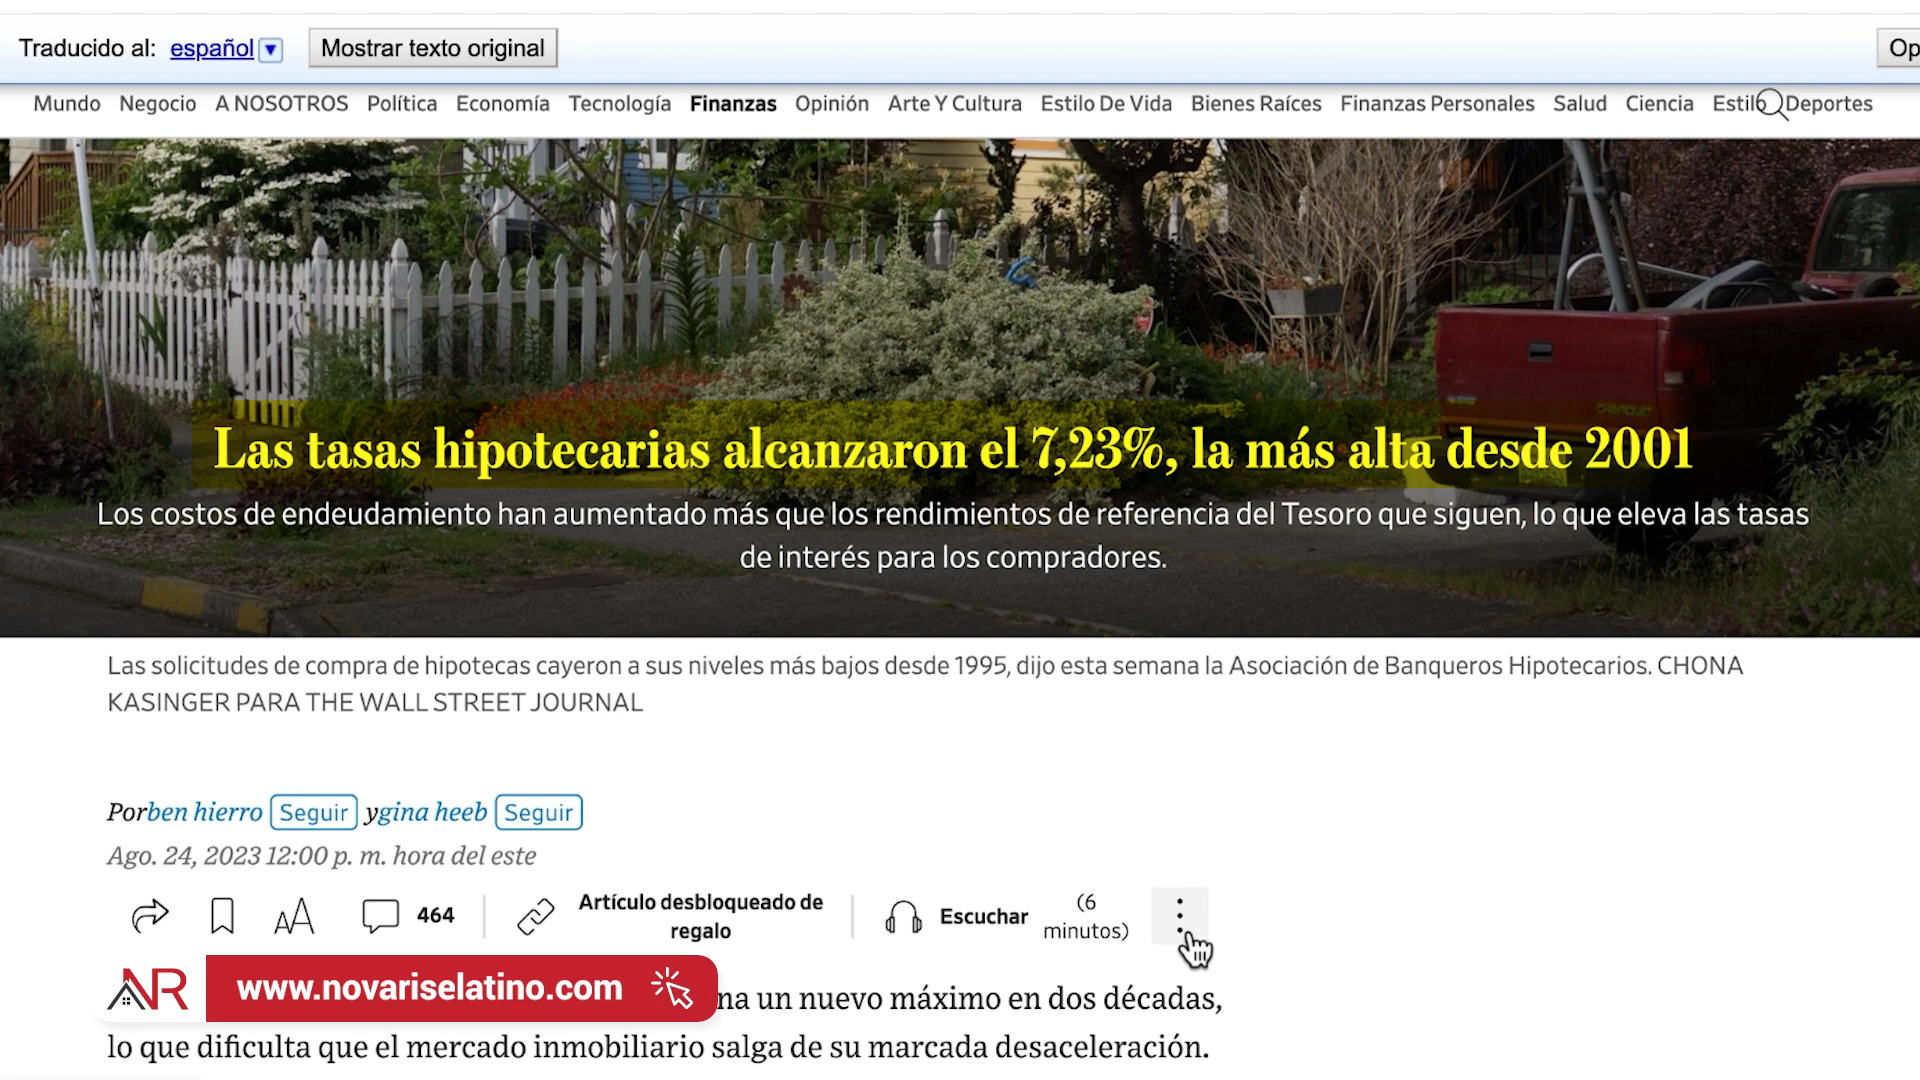 Traducido al: español Mostrar texto original Op
Mundo Negocio A NOSOTROS Política Economía Tecnología Finanzas Opinión Arte Y Cultura Estilo De Vida Bienes Raíces Finanzas Personales Salud Ciencia Estilo Deportes
Las tasas hipotecarias alcanzaron el 7,23%, la más alta desde 2001
Los costos de endeudamiento han aumentado más que los rendimientos de referencia del Tesoro que siguen, lo que eleva las tasas
de interés para los compradores.
Las solicitudes de compra de hipotecas cayeron a sus niveles más bajos desde 1995, dijo esta semana la Asociación de Banqueros Hipotecarios. CHONA
KASINGER PARA THE WALL STREET JOURNAL
Porben hierro Seguir ygina heeb Seguir
Ago. 24, 2023 12:00 p. m. hora del este
AA 464 Artículo desbloqueado de
regalo
Escuchar (6
minutos)
NR www.novariselatino.com
na un nuevo máximo en dos décadas,
lo que dificulta que el mercado inmobiliario salga de su marcada desaceleración.